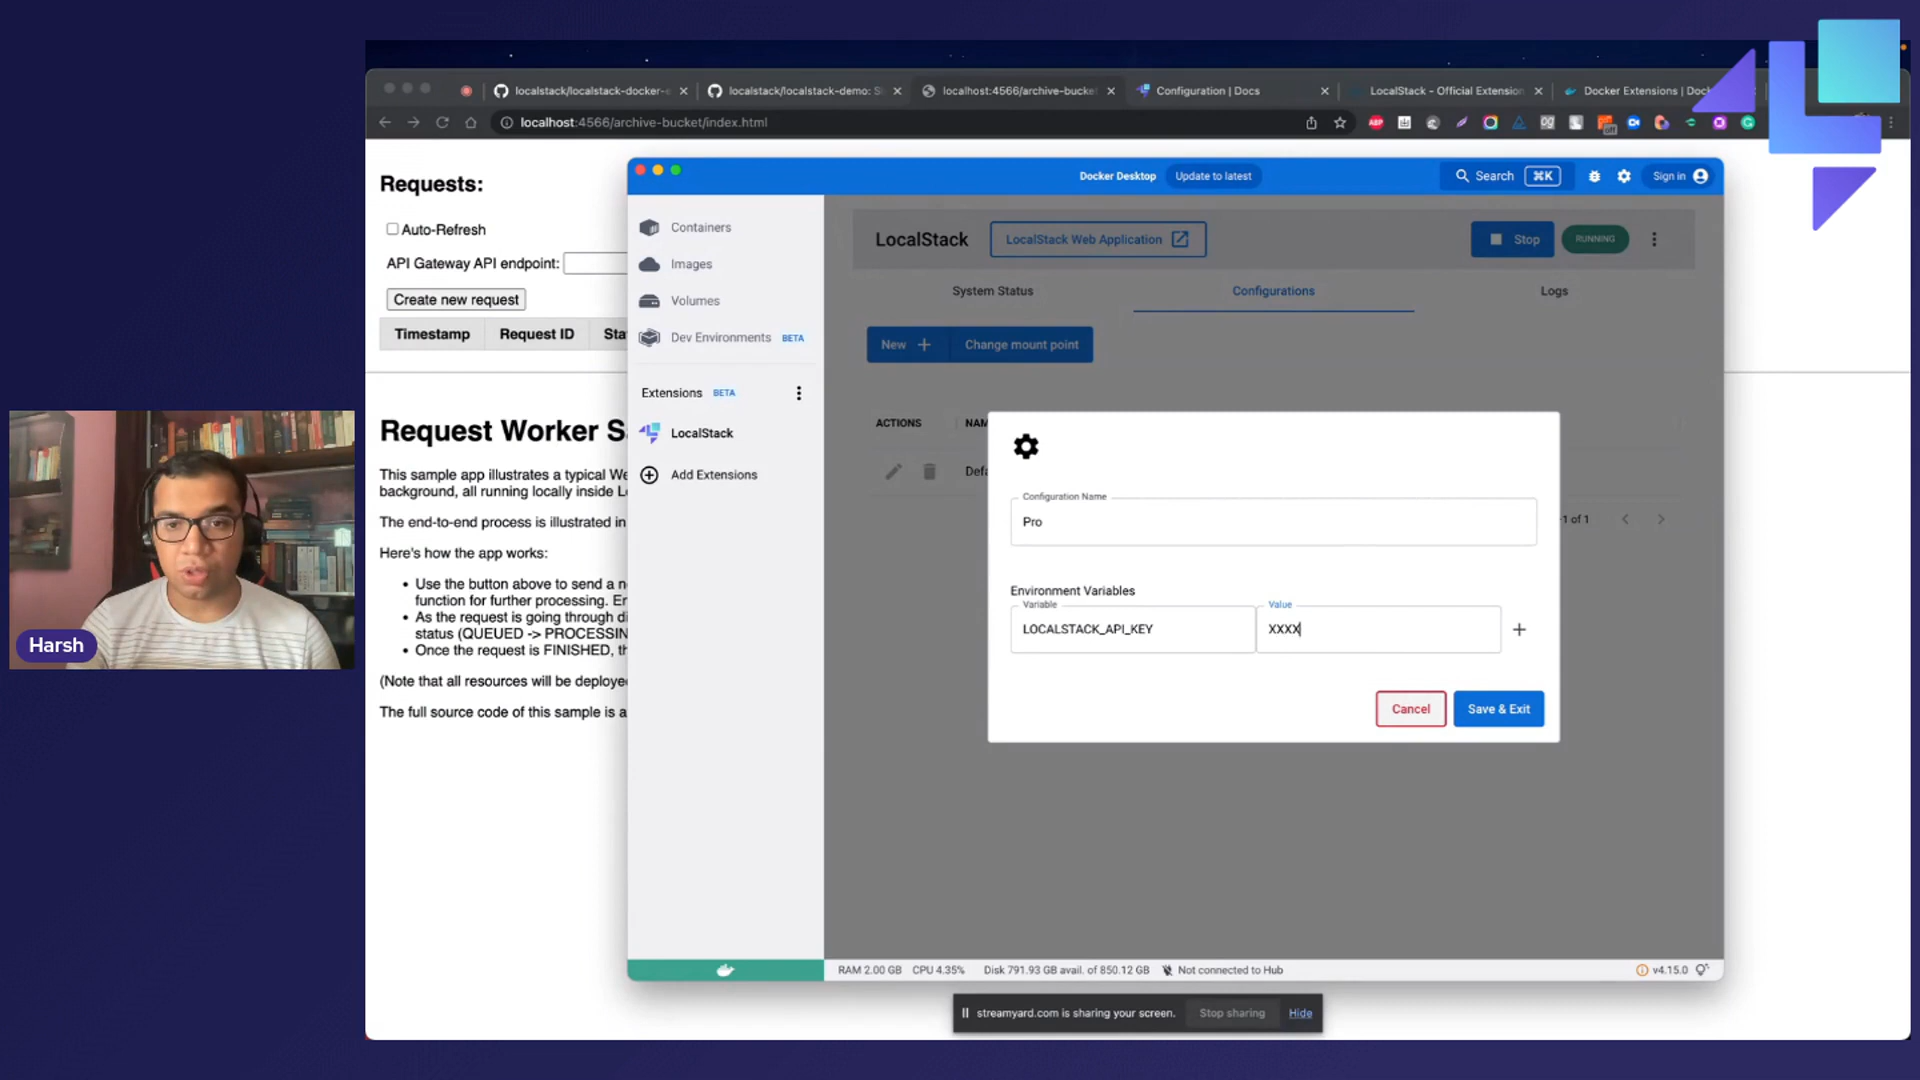 localstack/localstack-docker-e
localstack/localstack-demo: S
localhost:4566/archive-bucket
Configuration | Docs
LocalStack - Official Extension
Docker Extensions | Doc
localhost:4566/archive-bucket/index.html
Requests:
Auto-Refresh
API Gateway API endpoint:
Create new request
Timestamp
Request ID
Sta
Request Worker S
This sample app illustrates a typical We
background, all running locally inside L
The end-to-end process is illustrated in
Here's how the app works:
• Use the button above to send a n
function for further processing. E
• As the request is going through di
status (QUEUED -> PROCESSIN
• Once the request is FINISHED, th
(Note that all resources will be deploye
The full source code of this sample is a
Docker Desktop
Update to latest
Search
⌘K
Sign in
Containers
Images
Volumes
Dev Environments BETA
Extensions BETA
LocalStack
Add Extensions
LocalStack
LocalStack Web Application
Stop
RUNNING
System Status
Configurations
Logs
New +
Change mount point
ACTIONS
NAM
Defa
1 of 1
Configuration Name
Pro
Environment Variables
Variable
LOCALSTACK_API_KEY
Value
XXXX
Cancel
Save & Exit
RAM 2.00 GB CPU 4.35% Disk 791.93 GB avail. of 850.12 GB Not connected to Hub
v4.15.0
streamyard.com is sharing your screen.
Stop sharing
Hide
Harsh